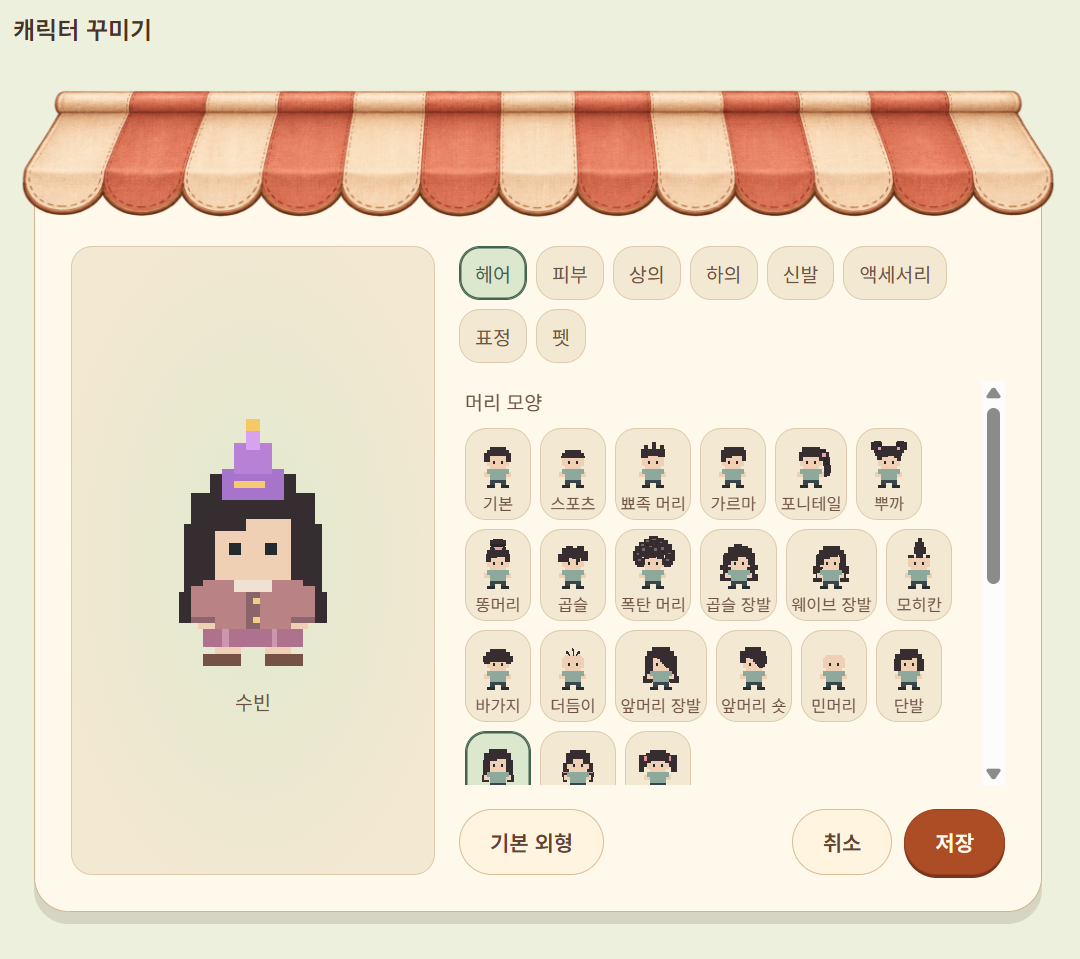 캐릭터 꾸미기
헤어 피부 상의 하의 신발 액세서리
표정 펫
머리 모양
기본 스포츠 뾰족 머리 가르마 포니테일 뿌까
똥머리 곱슬 폭탄 머리 곱슬 장발 웨이브 장발 모히칸
바가지 더듬이 앞머리 장발 앞머리 숏 민머리 단발
수빈
기본 외형 취소 저장